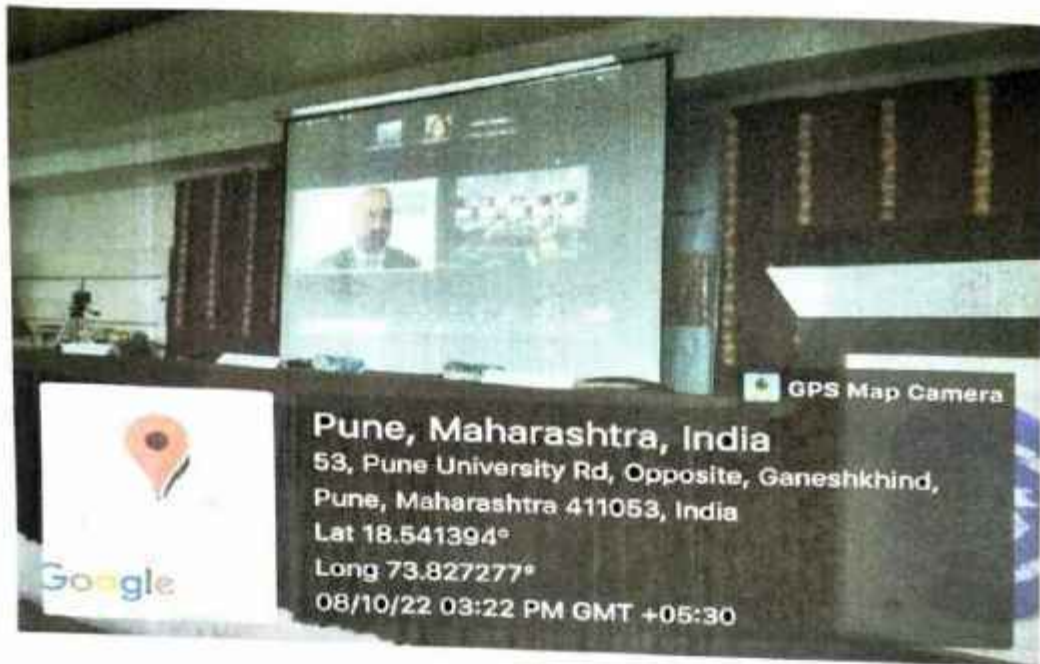 GPS Map Camera
Pune, Maharashtra, India
53, Pune University Rd, Opposite, Ganeshkhind,
Pune, Maharashtra 411053, India
Lat 18.541394°
Long 73.827277°
08/10/22 03:22 PM GMT +05:30
Google